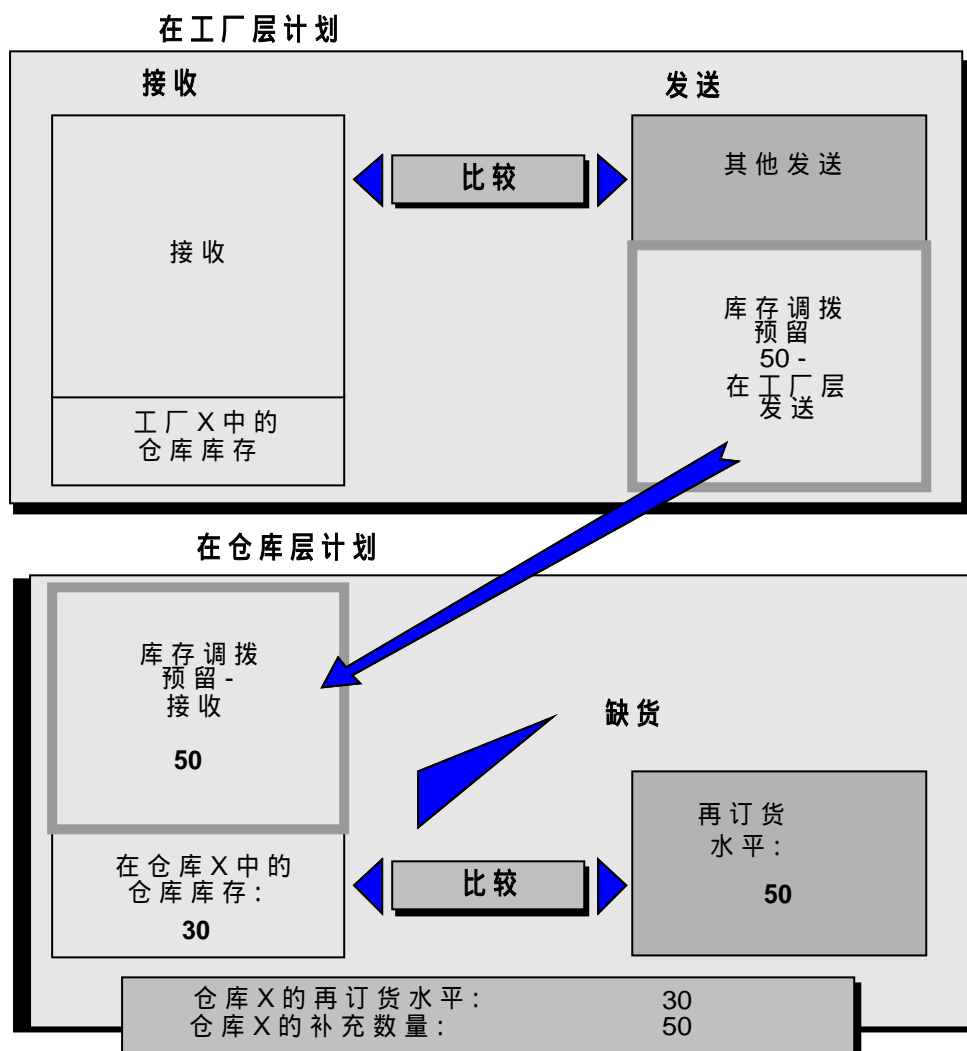 在工厂层计划
接收
发送
接收
工厂X中的
仓库库存
比较
其他发送
库存调拨
预留
50 -
在工厂层
发送
在仓库层计划
库存调拨
预留-
接收
50
在仓库X中的
仓库库存:
30
缺货
比较
再订货
水平:
50
仓库X的再订货水平: 30
仓库X的补充数量: 50